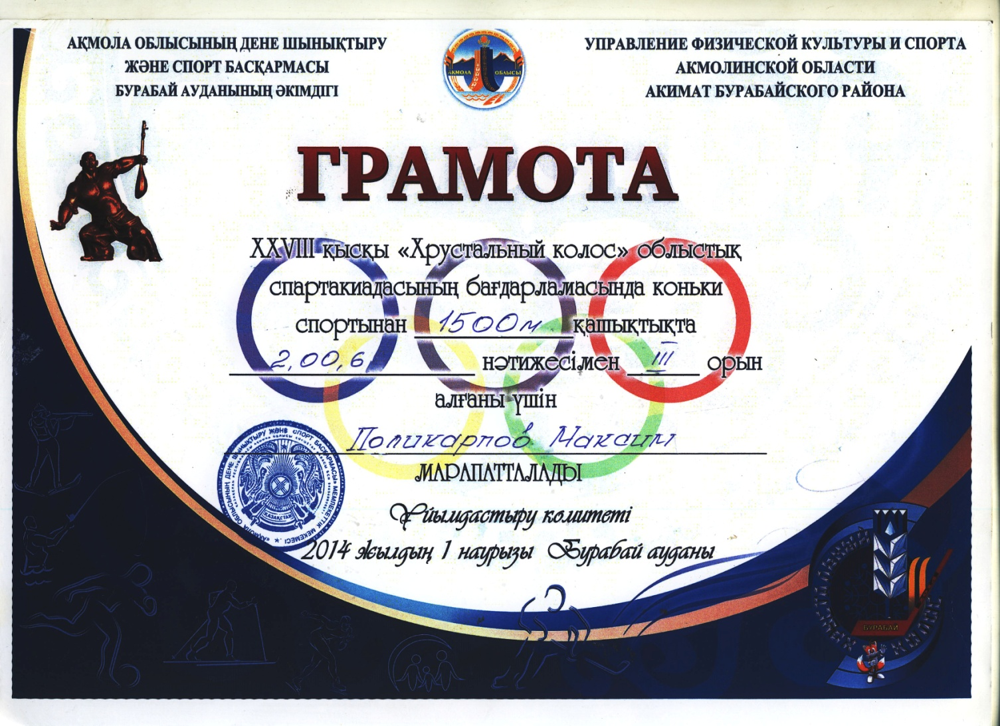 АҚМОЛА ОБЛЫСЫНЫҢ ДЕНЕ ШЫНЫҚТЫРУ
ЖӘНЕ СПОРТ БАСҚАРМАСЫ
БУРАБАЙ АУДАНЫНЫҢ ӘКІМДІГІ
АҚМОЛА ОБЛЫСЫ
УПРАВЛЕНИЕ ФИЗИЧЕСКОЙ КУЛЬТУРЫ И СПОРТА
АКМОЛИНСКОЙ ОБЛАСТИ
АКИМАТ БУРАБАЙСКОГО РАЙОНА
ГРАМОТА
XXVIII қысқы «Хрустальный колос» облыстық
спартакиадасының бағдарламасында коньки
спортынан 1500м қашықтықта
2,00,6 нәтижесімен III орын
алғаны үшін
Поликарпов Максим
МАРАПАТТАЛАДЫ
Ұйымдастыру комитеті
2014 жылдың 1 наурызы Бурабай ауданы
ҚАЗАҚСТАН
БУРАБАЙ